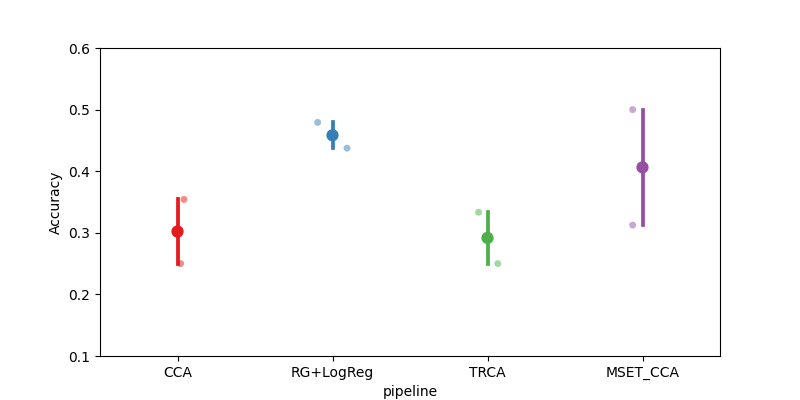 0.6
0.5
0.4
0.3
0.2
0.1
Accuracy
CCA
RG+LogReg
TRCA
MSET_CCA
pipeline